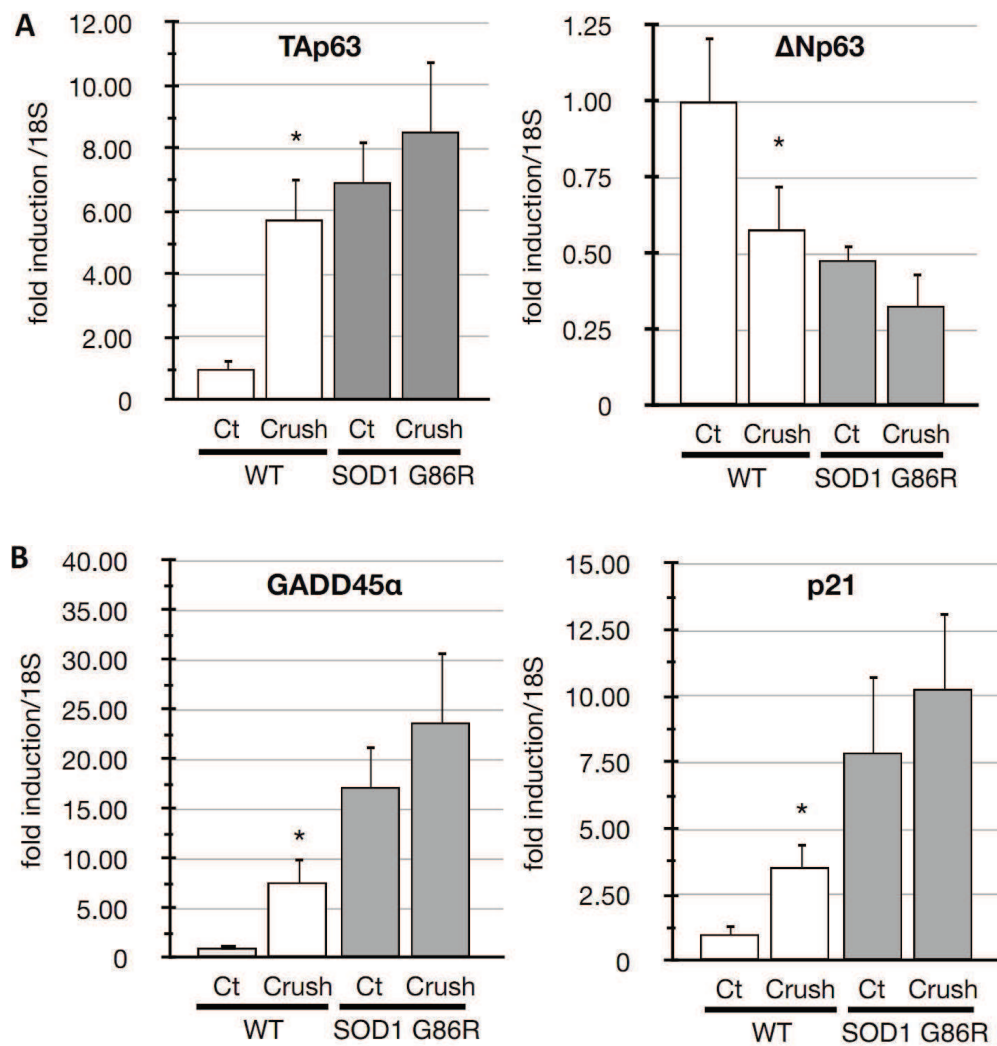 A
TAp63
fold induction /18S
12.00
10.00
8.00
6.00
4.00
2.00
0
*
Ct Crush Ct Crush
WT SOD1 G86R
ΔNp63
fold induction/18S
1.25
1.00
0.75
0.50
0.25
0
*
Ct Crush Ct Crush
WT SOD1 G86R
B
GADD45α
fold induction/18S
40.00
35.00
30.00
25.00
20.00
15.00
10.00
5.00
0
*
Ct Crush Ct Crush
WT SOD1 G86R
p21
fold induction/18S
15.00
12.50
10.00
7.50
5.00
2.50
0
*
Ct Crush Ct Crush
WT SOD1 G86R